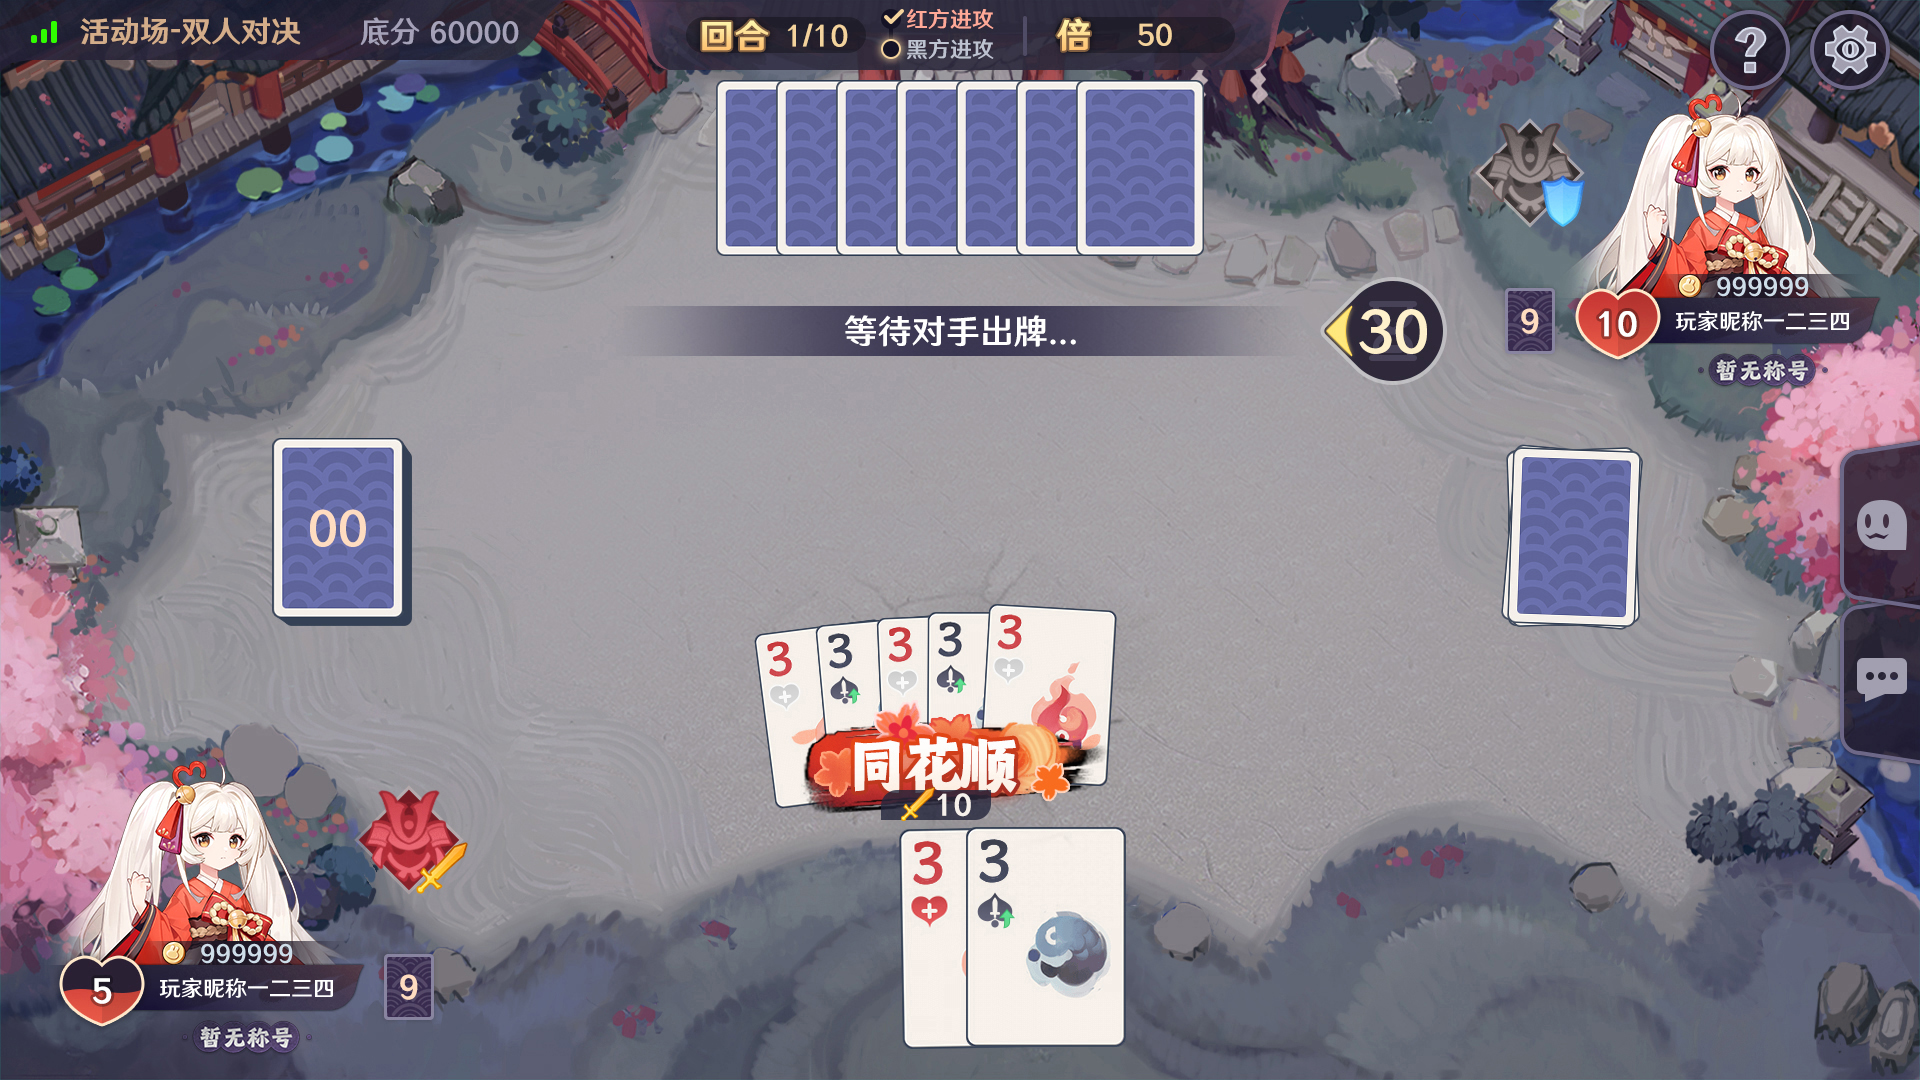 活动场-双人对决
底分 60000
回合 1/10
红方进攻
黑方进攻
倍 50
?
等待对手出牌...
30
9
999999
10
玩家昵称一二三四
暂无称号
00
3
3
3
3
3
同花顺
10
3
3
999999
5
玩家昵称一二三四
9
暂无称号